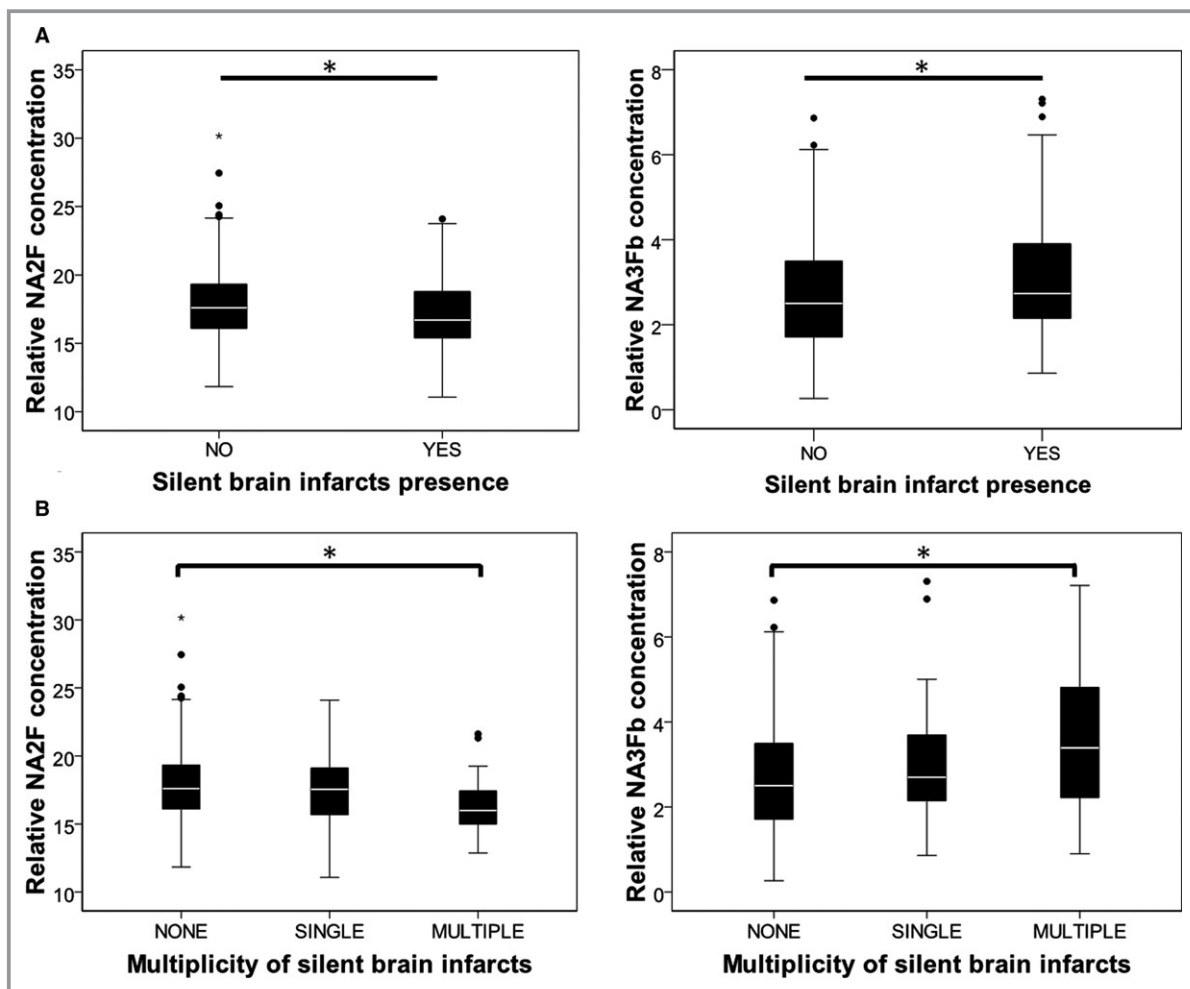 A
Relative NA2F concentration
35
30
25
20
15
10
*
*
NO
YES
Silent brain infarcts presence
Relative NA3Fb concentration
8
6
4
2
0
*
NO
YES
Silent brain infarct presence
B
Relative NA2F concentration
35
30
25
20
15
10
*
*
NONE
SINGLE
MULTIPLE
Multiplicity of silent brain infarcts
Relative NA3Fb concentration
8
6
4
2
0
*
NONE
SINGLE
MULTIPLE
Multiplicity of silent brain infarcts